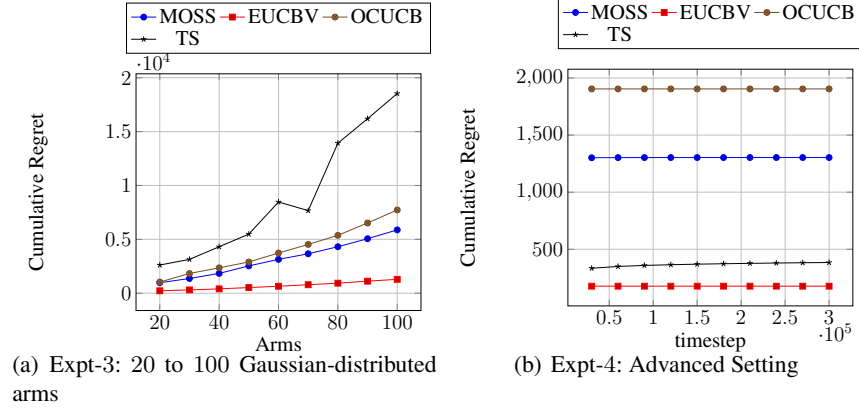 MOSS EUCBV OCUCB
TS
·10^4
2
1.5
1
0.5
0
20 40 60 80 100
Arms
Cumulative Regret
(a) Expt-3: 20 to 100 Gaussian-distributed
arms
MOSS EUCBV OCUCB
TS
2,000
1,500
1,000
500
0.5 1 1.5 2 2.5 3
·10^5
timestep
Cumulative Regret
(b) Expt-4: Advanced Setting